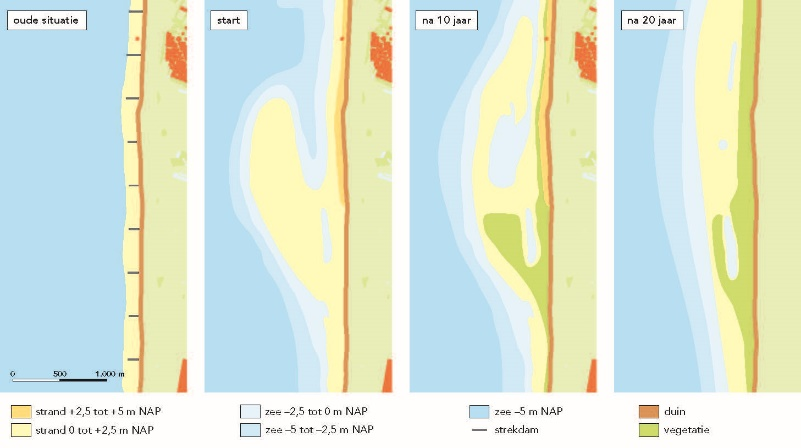 oude situatie
start
na 10 jaar
na 20 jaar
0 500 1.000 m
strand +2,5 tot +5 m NAP
strand 0 tot +2,5 m NAP
zee –2,5 tot 0 m NAP
zee –5 tot –2,5 m NAP
zee –5 m NAP
strekdam
duin
vegetatie